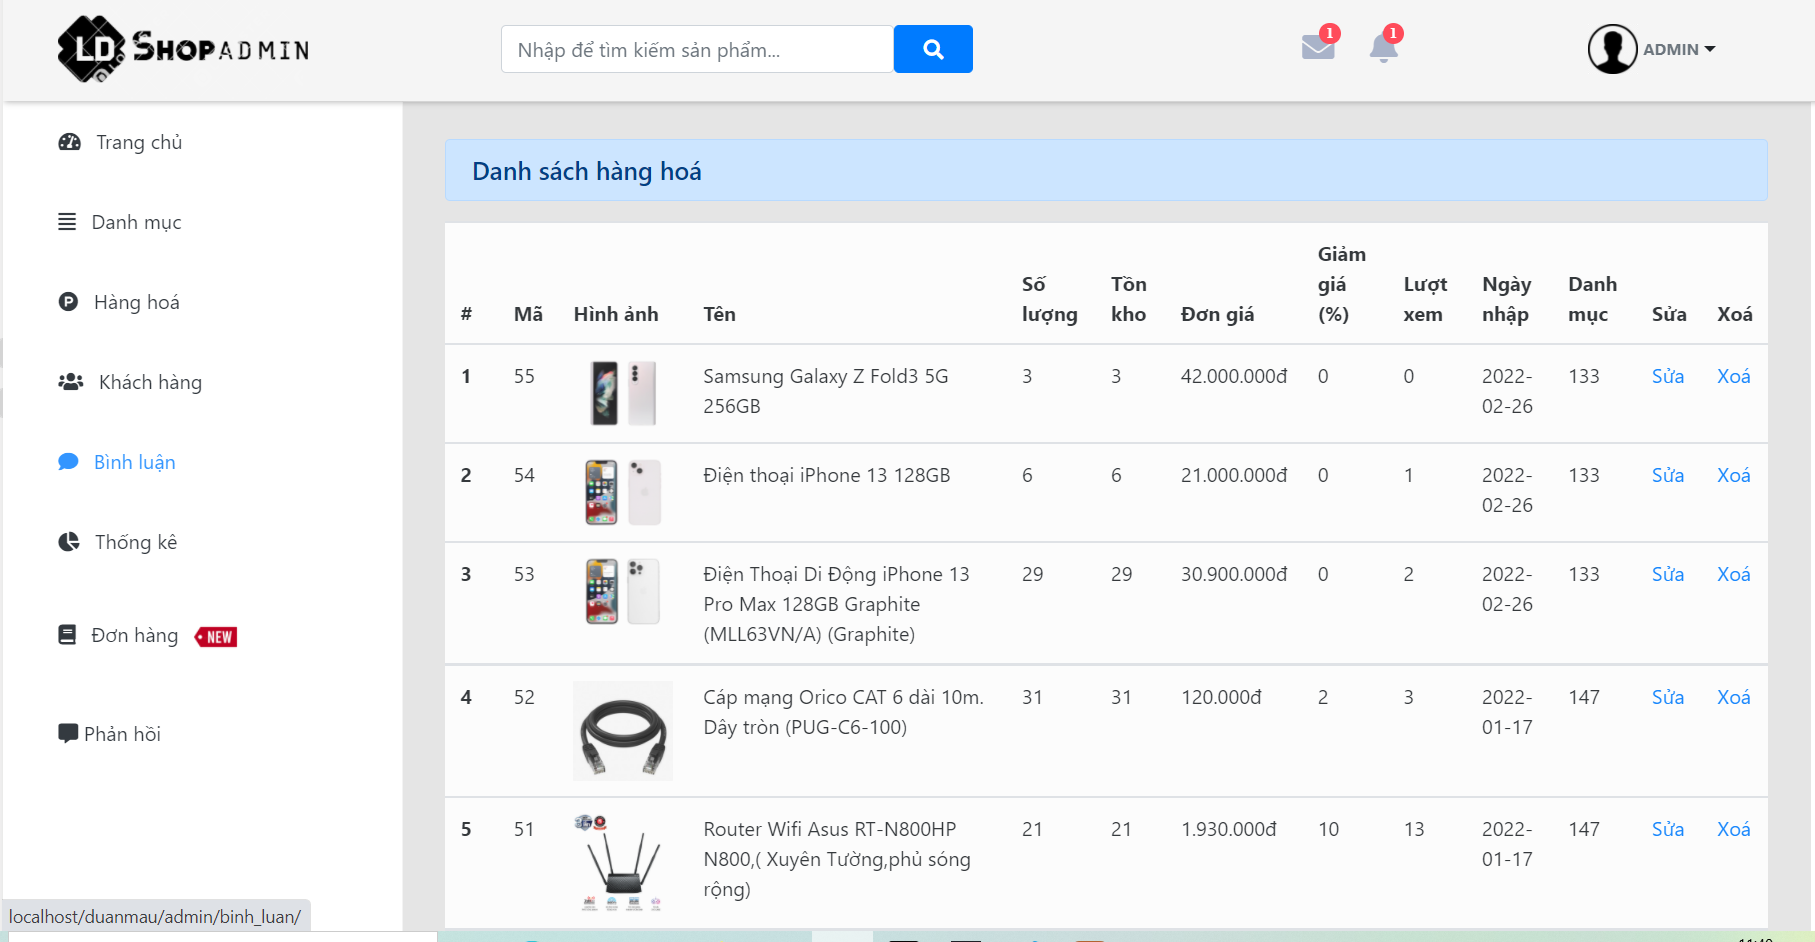 LD SHOP ADMIN
Nhập để tìm kiếm sản phẩm...
1
1
ADMIN
Trang chủ
Danh mục
Hàng hoá
Khách hàng
Bình luận
Thống kê
Đơn hàng NEW
Phản hồi
Danh sách hàng hoá
# Mã Hình ảnh Tên Số lượng Tồn kho Đơn giá Giảm giá (%) Lượt xem Ngày nhập Danh mục Sửa Xoá
1 55 Samsung Galaxy Z Fold3 5G 3 3 42.000.000đ 0 0 2022- 133 Sửa Xoá
256GB 02-26
2 54 Điện thoại iPhone 13 128GB 6 6 21.000.000đ 0 1 2022- 133 Sửa Xoá
02-26
3 53 Điện Thoại Di Động iPhone 13 29 29 30.900.000đ 0 2 2022- 133 Sửa Xoá
Pro Max 128GB Graphite 02-26
(MLL63VN/A) (Graphite)
4 52 Cáp mạng Orico CAT 6 dài 10m. 31 31 120.000đ 2 3 2022- 147 Sửa Xoá
Dây tròn (PUG-C6-100) 01-17
5 51 Router Wifi Asus RT-N800HP 21 21 1.930.000đ 10 13 2022- 147 Sửa Xoá
N800,( Xuyên Tường,phủ sóng 01-17
rộng)
localhost/duanmau/admin/binh_luan/